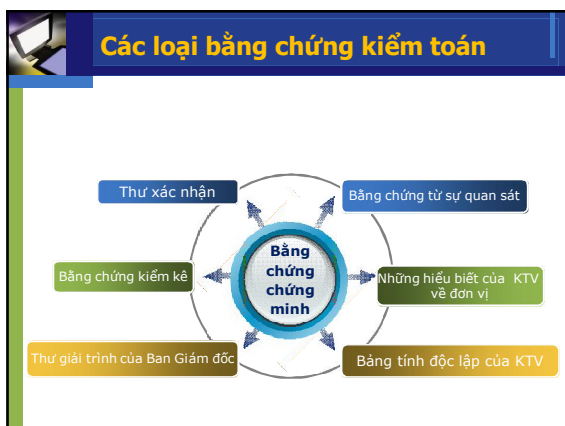 Các loại bằng chứng kiểm toán
Thư xác nhận
Bằng chứng từ sự quan sát
Bằng chứng kiểm kê
Bằng
chứng
chứng
minh
Những hiểu biết của KTV
về đơn vị
Thư giải trình của Ban Giám đốc
Bảng tính độc lập của KTV